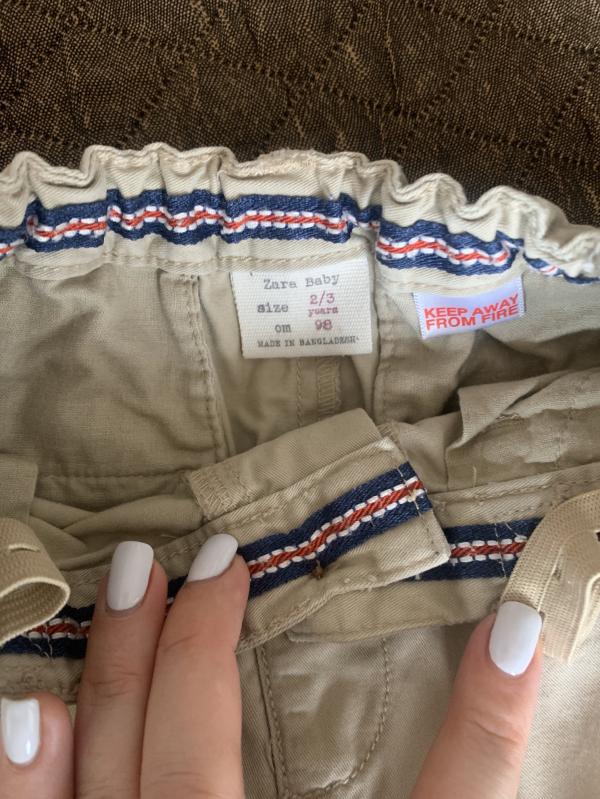 Zara Baby
size 2/3
years
cm 98
MADE IN BANGLADESH
KEEP AWAY
FROM FIRE